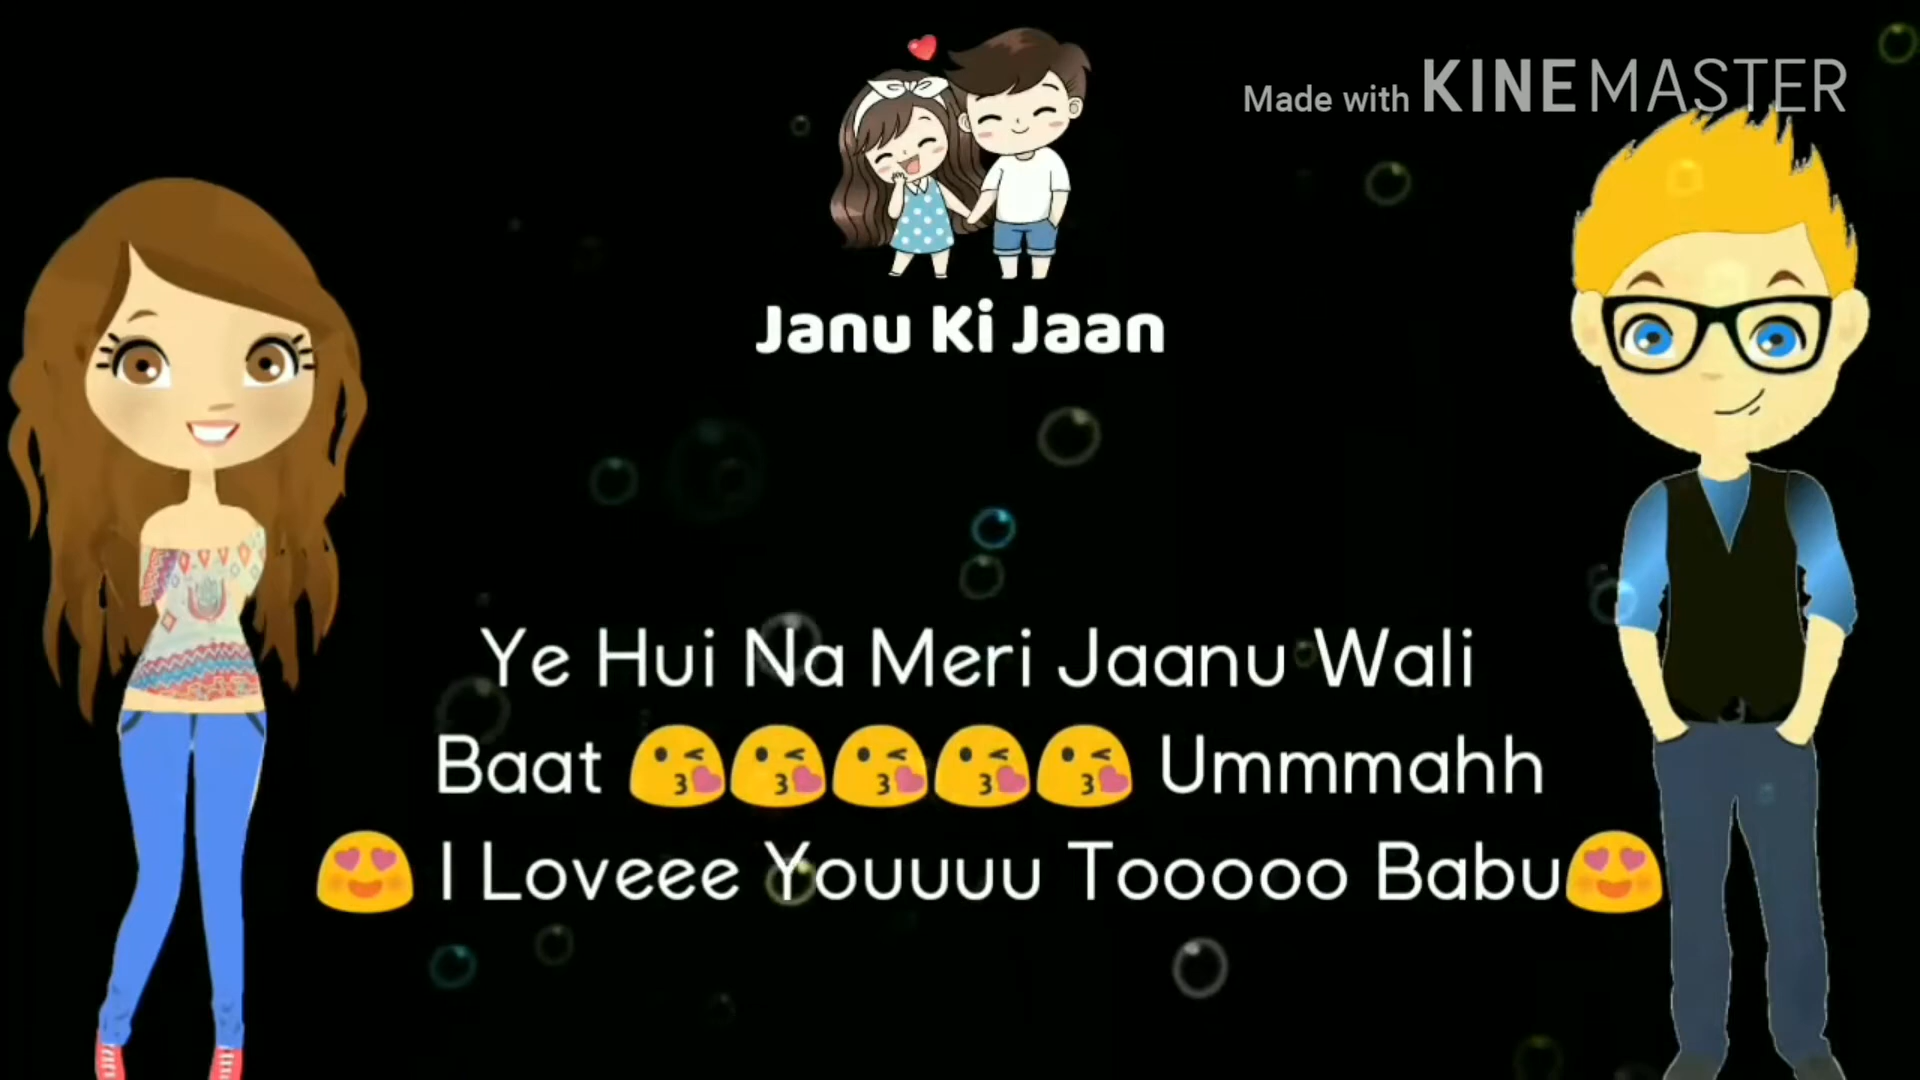 Made with KINEMASTER
Janu Ki Jaan
Ye Hui Na Meri Jaanu Wali
Baat 😘😘😘😘😘 Ummmahh
😍 I Loveee Youuuu Tooooo Babu😍